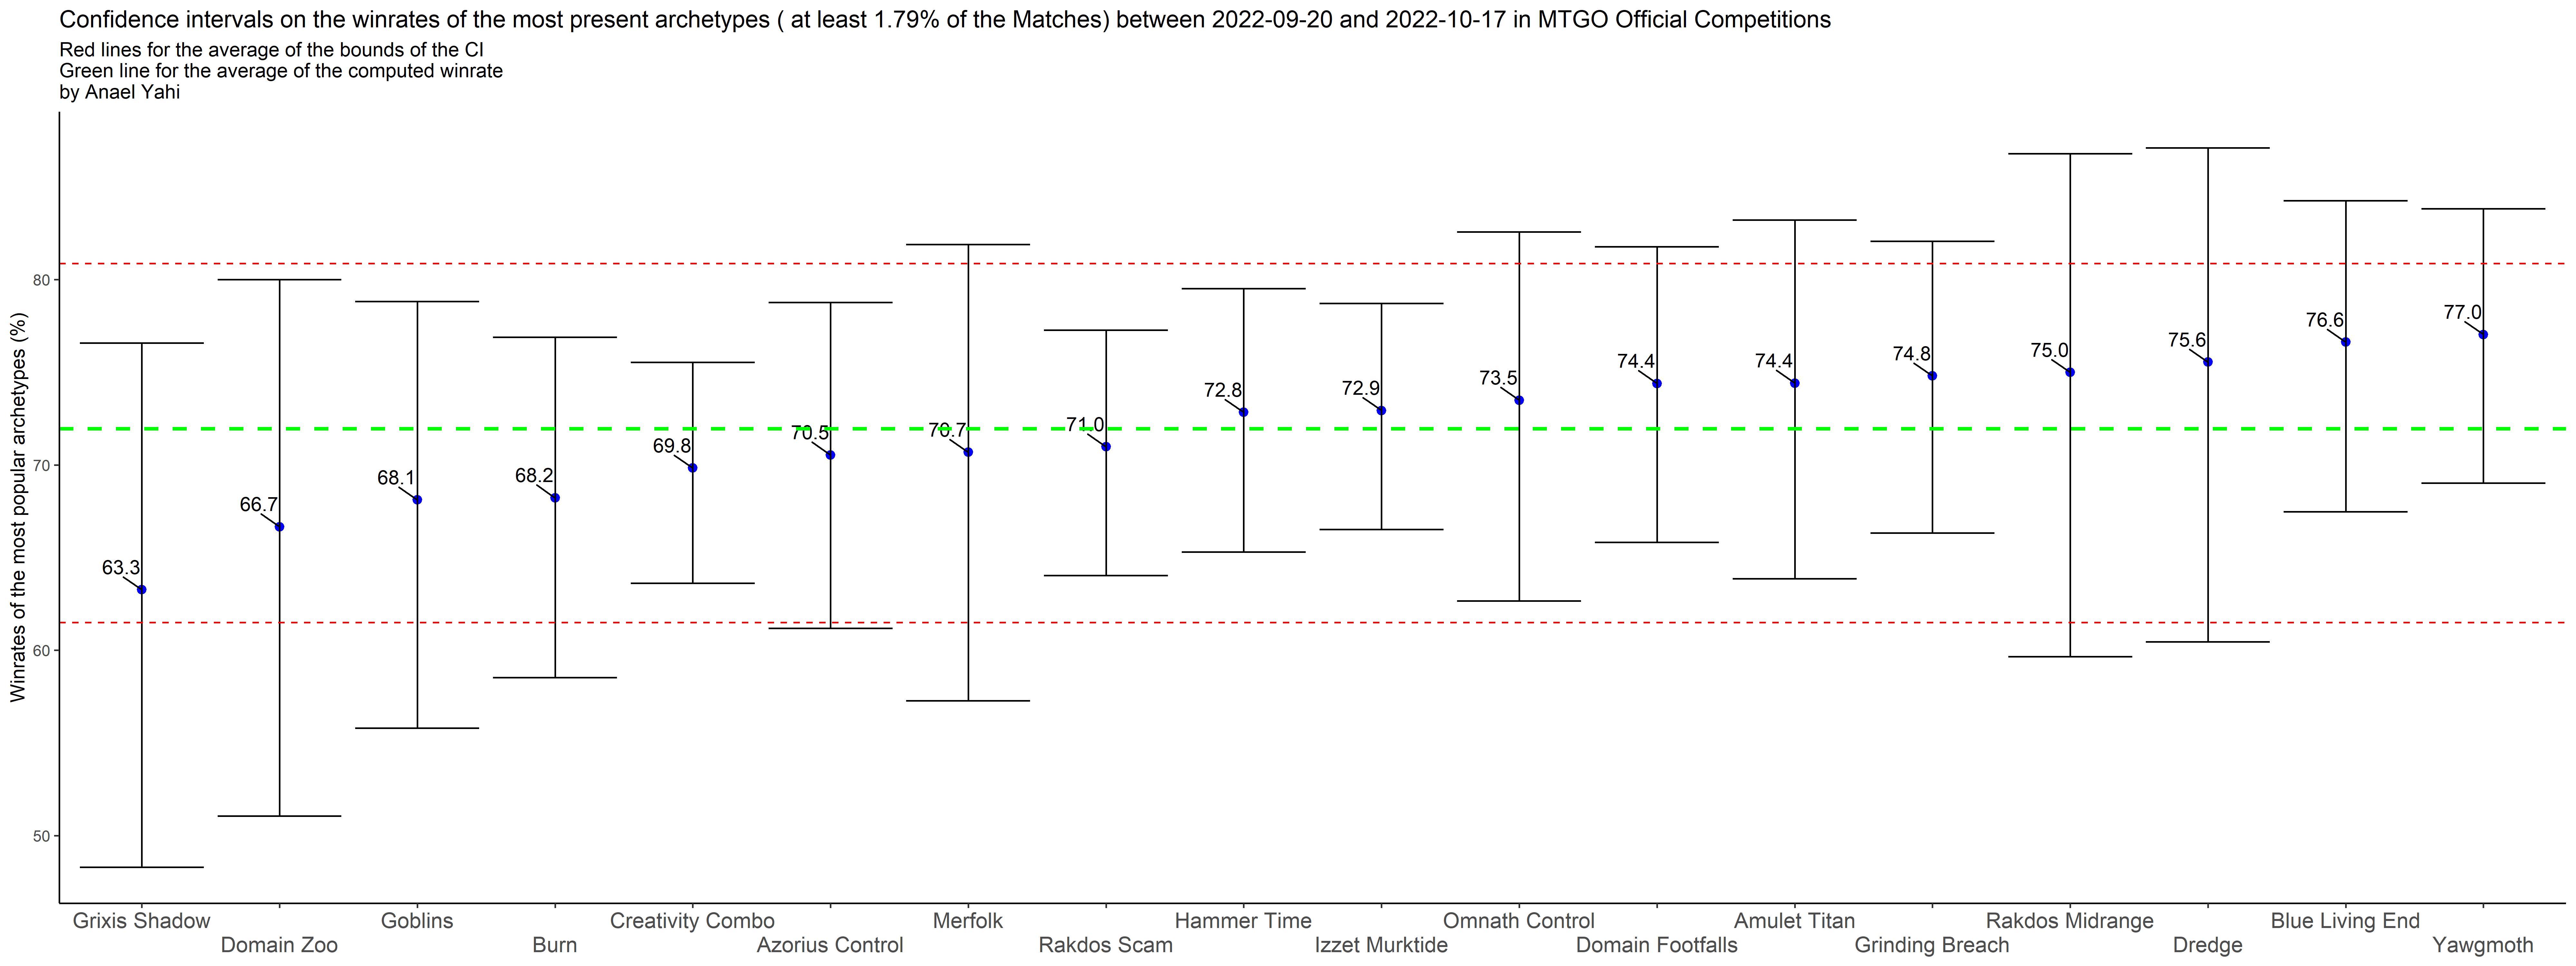 Confidence intervals on the winrates of the most present archetypes ( at least 1.79% of the Matches) between 2022-09-20 and 2022-10-17 in MTGO Official Competitions
Red lines for the average of the bounds of the CI
Green line for the average of the computed winrate
by Anael Yahi
Winrates of the most popular archetypes (%)
80
70
60
50
63.3
66.7
68.1
68.2
69.8
70.5
70.7
71.0
72.8
72.9
73.5
74.4
74.4
74.8
75.0
75.6
76.6
77.0
Grixis Shadow
Domain Zoo
Goblins
Burn
Creativity Combo
Azorius Control
Merfolk
Rakdos Scam
Hammer Time
Izzet Murktide
Omnath Control
Domain Footfalls
Amulet Titan
Grinding Breach
Rakdos Midrange
Dredge
Blue Living End
Yawgmoth